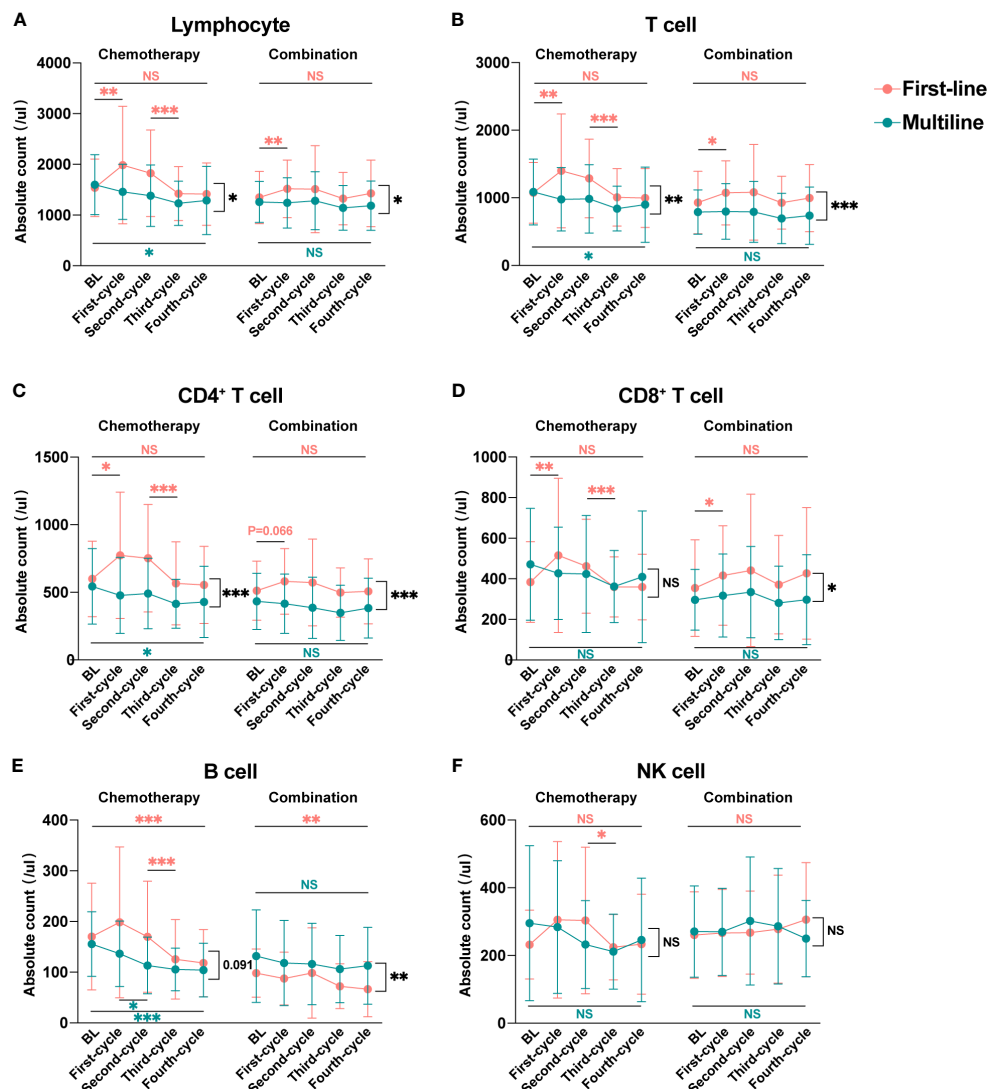 A
Lymphocyte
Chemotherapy
Combination
NS
NS
**
***
**
*
*
*
NS
4000
3000
2000
1000
0
Absolute count (/ul)
BL
First-cycle
Second-cycle
Third-cycle
Fourth-cycle
BL
First-cycle
Second-cycle
Third-cycle
Fourth-cycle
B
T cell
Chemotherapy
Combination
NS
NS
**
***
*
**
***
*
NS
3000
2000
1000
0
Absolute count (/ul)
BL
First-cycle
Second-cycle
Third-cycle
Fourth-cycle
BL
First-cycle
Second-cycle
Third-cycle
Fourth-cycle
First-line
Multiline
C
CD4⁺ T cell
Chemotherapy
Combination
NS
NS
*
***
P=0.066
***
***
*
NS
1500
1000
500
0
Absolute count (/ul)
BL
First-cycle
Second-cycle
Third-cycle
Fourth-cycle
BL
First-cycle
Second-cycle
Third-cycle
Fourth-cycle
D
CD8⁺ T cell
Chemotherapy
Combination
NS
NS
**
***
*
NS
*
NS
NS
1000
800
600
400
200
0
Absolute count (/ul)
BL
First-cycle
Second-cycle
Third-cycle
Fourth-cycle
BL
First-cycle
Second-cycle
Third-cycle
Fourth-cycle
E
B cell
Chemotherapy
Combination
***
**
***
NS
0.091
**
*
***
400
300
200
100
0
Absolute count (/ul)
BL
First-cycle
Second-cycle
Third-cycle
Fourth-cycle
BL
First-cycle
Second-cycle
Third-cycle
Fourth-cycle
F
NK cell
Chemotherapy
Combination
NS
NS
*
NS
NS
NS
NS
600
400
200
0
Absolute count (/ul)
BL
First-cycle
Second-cycle
Third-cycle
Fourth-cycle
BL
First-cycle
Second-cycle
Third-cycle
Fourth-cycle